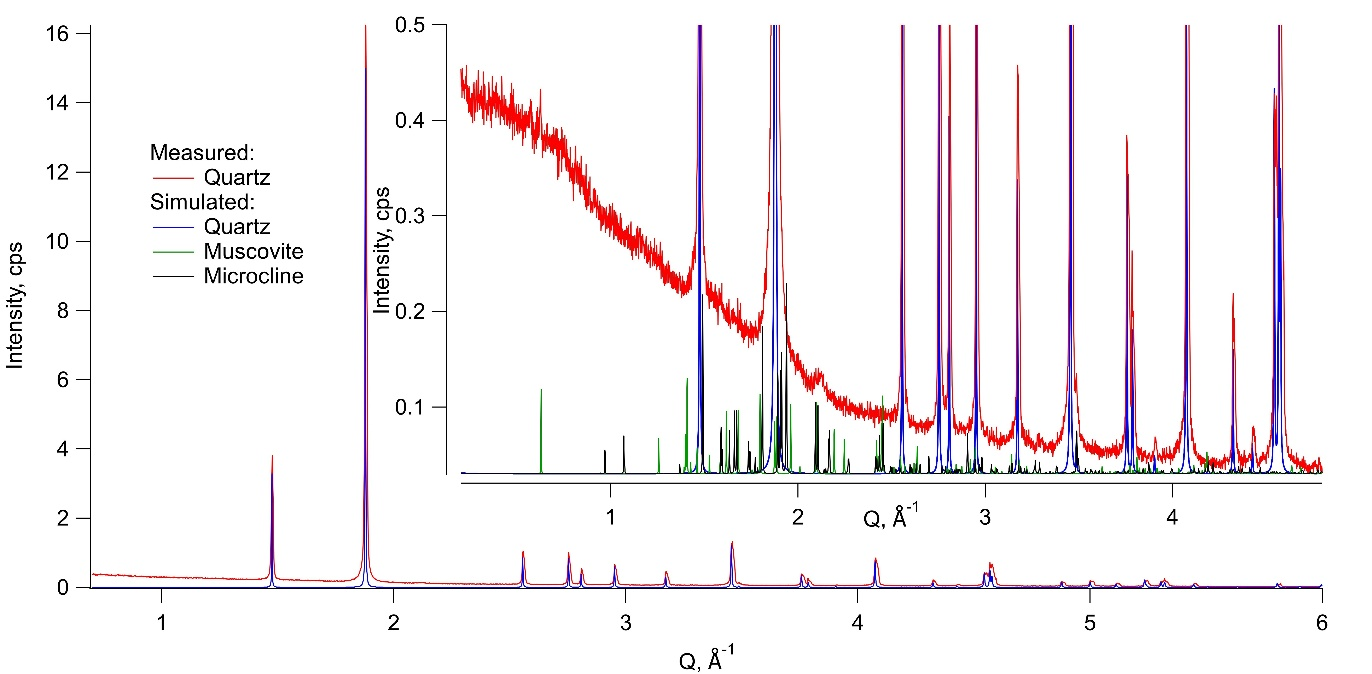 16
14
12
10
8
6
4
2
0
Intensity, cps
Measured:
Quartz
Simulated:
Quartz
Muscovite
Microcline
0.5
0.4
0.3
0.2
0.1
Intensity, cps
1 2 3 4
Q, Å-1
1 2 3 4 5 6
Q, Å-1